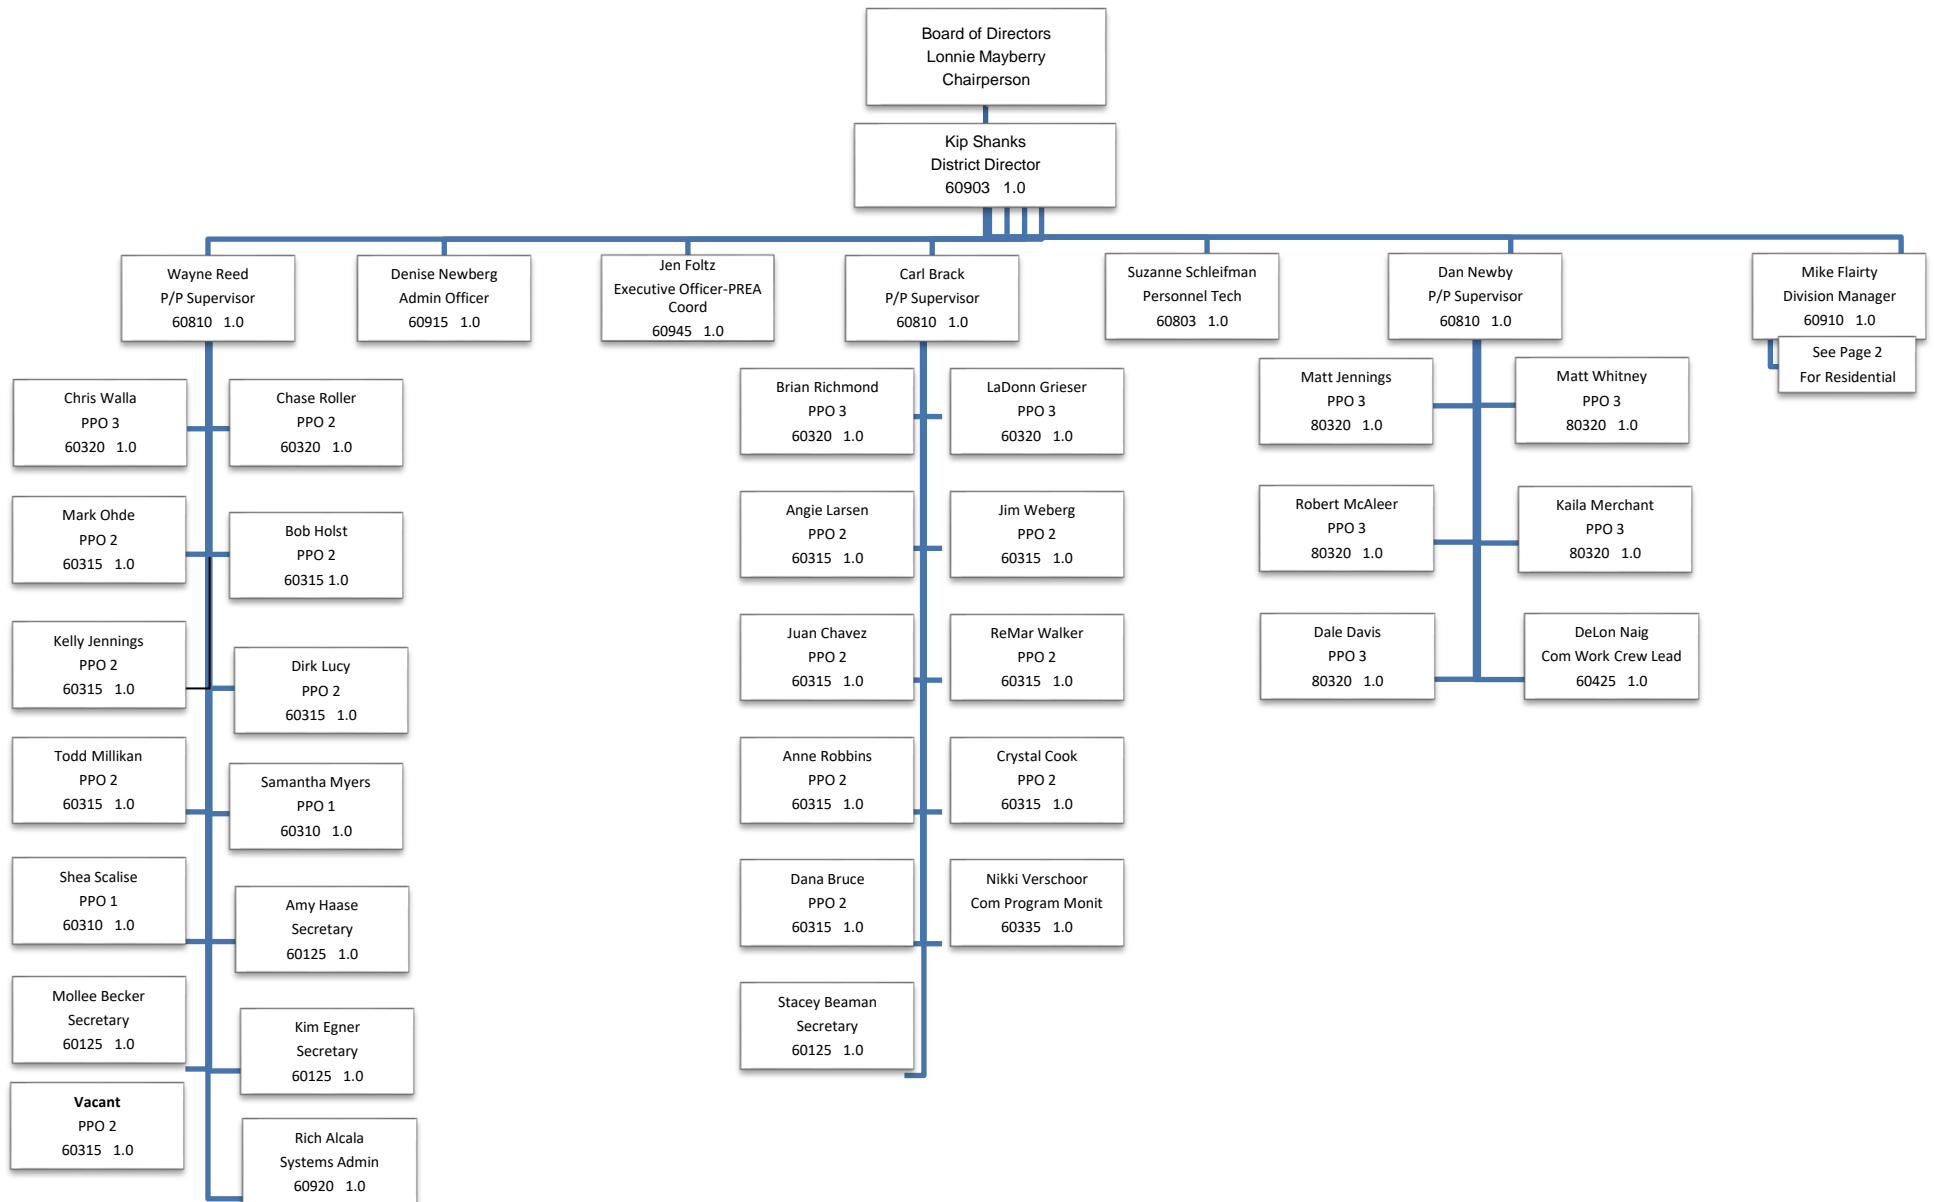 Board of Directors
Lonnie Mayberry
Chairperson
Kip Shanks
District Director
60903 1.0
Wayne Reed
P/P Supervisor
60810 1.0
Denise Newberg
Admin Officer
60915 1.0
Jen Foltz
Executive Officer-PREA
Coord
60945 1.0
Carl Brack
P/P Supervisor
60810 1.0
Suzanne Schleifman
Personnel Tech
60803 1.0
Dan Newby
P/P Supervisor
60810 1.0
Mike Flairty
Division Manager
60910 1.0
See Page 2
For Residential
Chris Walla
PPO 3
60320 1.0
Chase Roller
PPO 2
60320 1.0
Mark Ohde
PPO 2
60315 1.0
Bob Holst
PPO 2
60315 1.0
Kelly Jennings
PPO 2
60315 1.0
Dirk Lucy
PPO 2
60315 1.0
Todd Millikan
PPO 2
60315 1.0
Samantha Myers
PPO 1
60310 1.0
Shea Scalise
PPO 1
60310 1.0
Amy Haase
Secretary
60125 1.0
Mollee Becker
Secretary
60125 1.0
Kim Egner
Secretary
60125 1.0
Vacant
PPO 2
60315 1.0
Rich Alcala
Systems Admin
60920 1.0
Brian Richmond
PPO 3
60320 1.0
LaDonn Grieser
PPO 3
60320 1.0
Angie Larsen
PPO 2
60315 1.0
Jim Weberg
PPO 2
60315 1.0
Juan Chavez
PPO 2
60315 1.0
ReMar Walker
PPO 2
60315 1.0
Anne Robbins
PPO 2
60315 1.0
Crystal Cook
PPO 2
60315 1.0
Dana Bruce
PPO 2
60315 1.0
Nikki Verschoor
Com Program Monit
60335 1.0
Stacey Beaman
Secretary
60125 1.0
Matt Jennings
PPO 3
80320 1.0
Matt Whitney
PPO 3
80320 1.0
Robert McAleer
PPO 3
80320 1.0
Kaila Merchant
PPO 3
80320 1.0
Dale Davis
PPO 3
80320 1.0
DeLon Naig
Com Work Crew Lead
60425 1.0